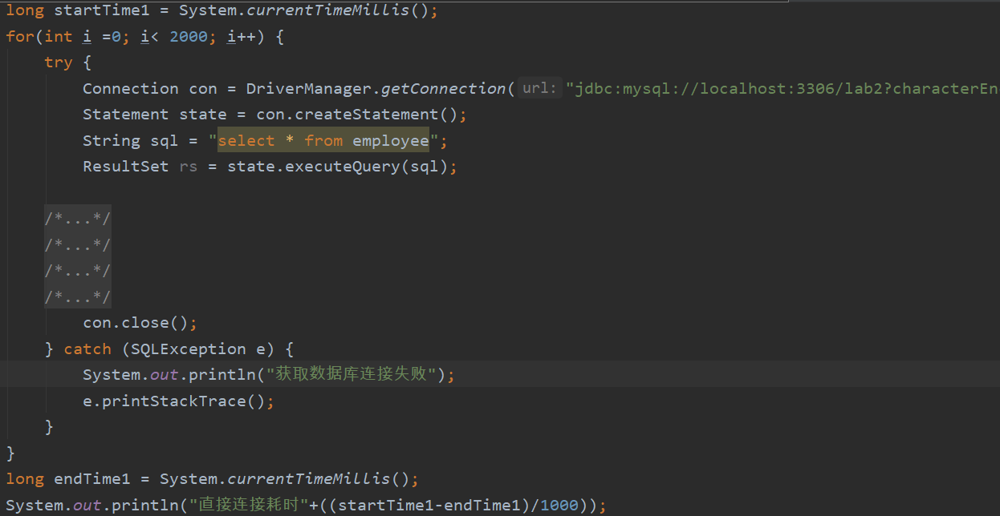 long startTime1 = System.currentTimeMillis();
for(int i =0; i< 2000; i++) {
try {
Connection con = DriverManager.getConnection( url: "jdbc:mysql://localhost:3306/lab2?characterEn
Statement state = con.createStatement();
String sql = "select * from employee";
ResultSet rs = state.executeQuery(sql);
/*...*/
/*...*/
/*...*/
/*...*/
con.close();
} catch (SQLException e) {
System.out.println("获取数据库连接失败");
e.printStackTrace();
}
}
long endTime1 = System.currentTimeMillis();
System.out.println("直接连接耗时"+((startTime1-endTime1)/1000));